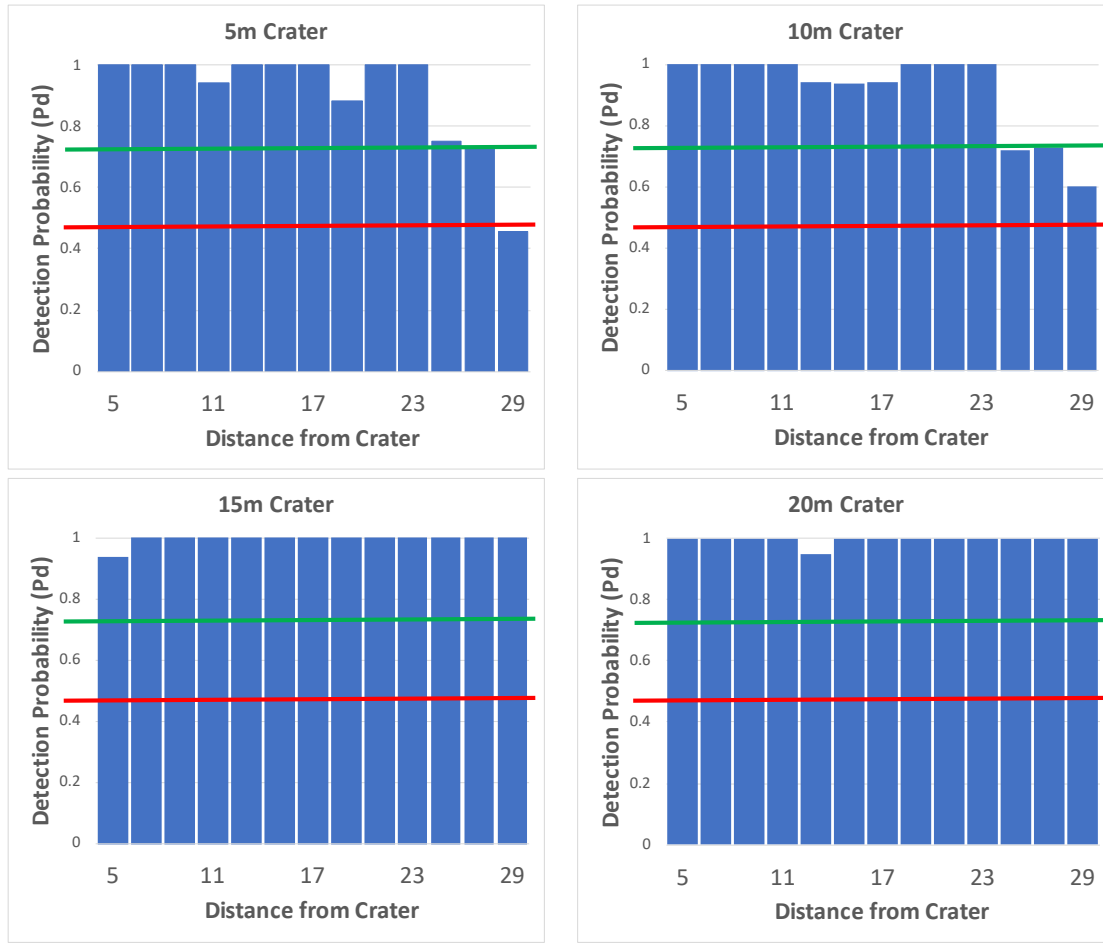 5m Crater
Detection Probability (Pd)
1
0.8
0.6
0.4
0.2
0
5 11 17 23 29
Distance from Crater
10m Crater
Detection Probability (Pd)
1
0.8
0.6
0.4
0.2
0
5 11 17 23 29
Distance from Crater
15m Crater
Detection Probability (Pd)
1
0.8
0.6
0.4
0.2
0
5 11 17 23 29
Distance from Crater
20m Crater
Detection Probability (Pd)
1
0.8
0.6
0.4
0.2
0
5 11 17 23 29
Distance from Crater